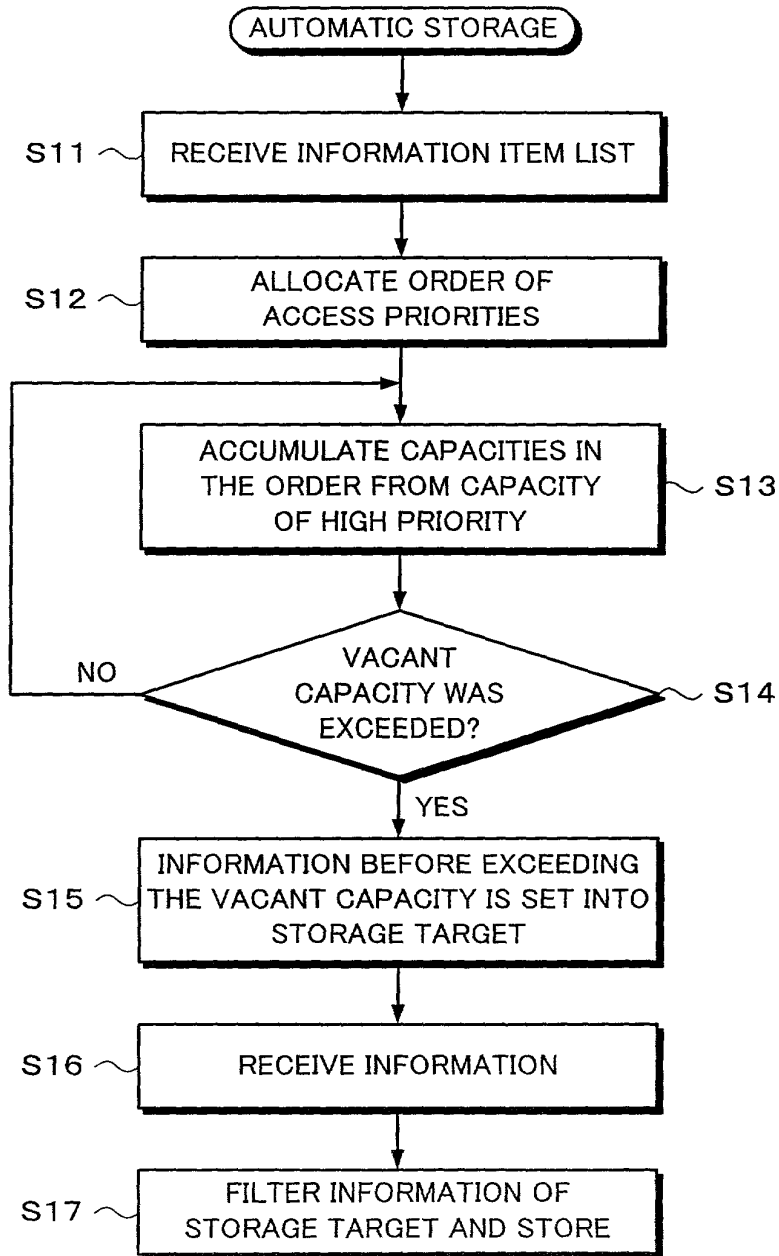 AUTOMATIC STORAGE
S11
RECEIVE INFORMATION ITEM LIST
S12
ALLOCATE ORDER OF
ACCESS PRIORITIES
ACCUMULATE CAPACITIES IN
THE ORDER FROM CAPACITY
OF HIGH PRIORITY
S13
NO
VACANT
CAPACITY WAS
EXCEEDED?
S14
YES
S15
INFORMATION BEFORE EXCEEDING
THE VACANT CAPACITY IS SET INTO
STORAGE TARGET
S16
RECEIVE INFORMATION
S17
FILTER INFORMATION OF
STORAGE TARGET AND STORE